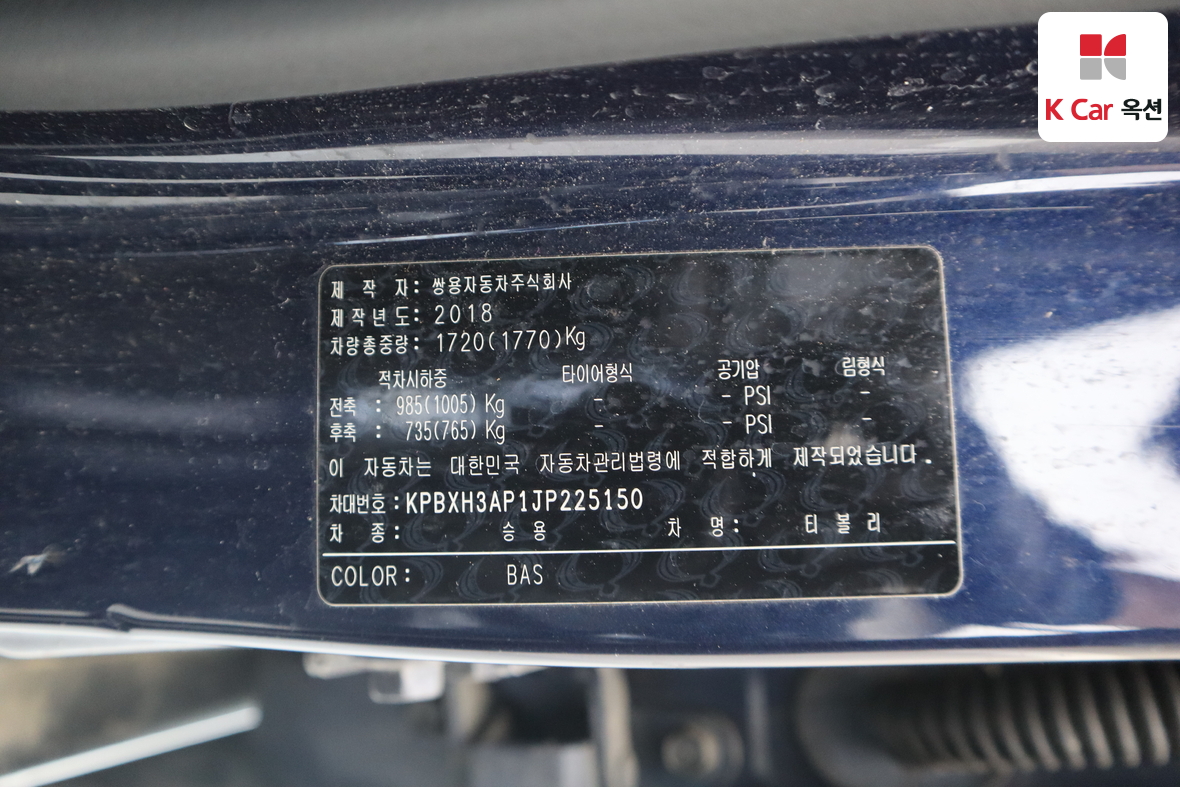 K Car 옥션
제 작 자: 쌍용자동차주식회사
제작년도: 2018
차량총중량: 1720(1770)Kg
적차시하중 타이어형식 공기압 림형식
전축 : 985(1005) Kg - - PSI -
후축 : 735(765) Kg - - PSI -
이 자동차는 대한민국 자동차관리법령에 적합하게 제작되었습니다.
차대번호:KPBXH3AP1JP225150
차 종: 승 용 차 명: 티 볼 리
COLOR: BAS